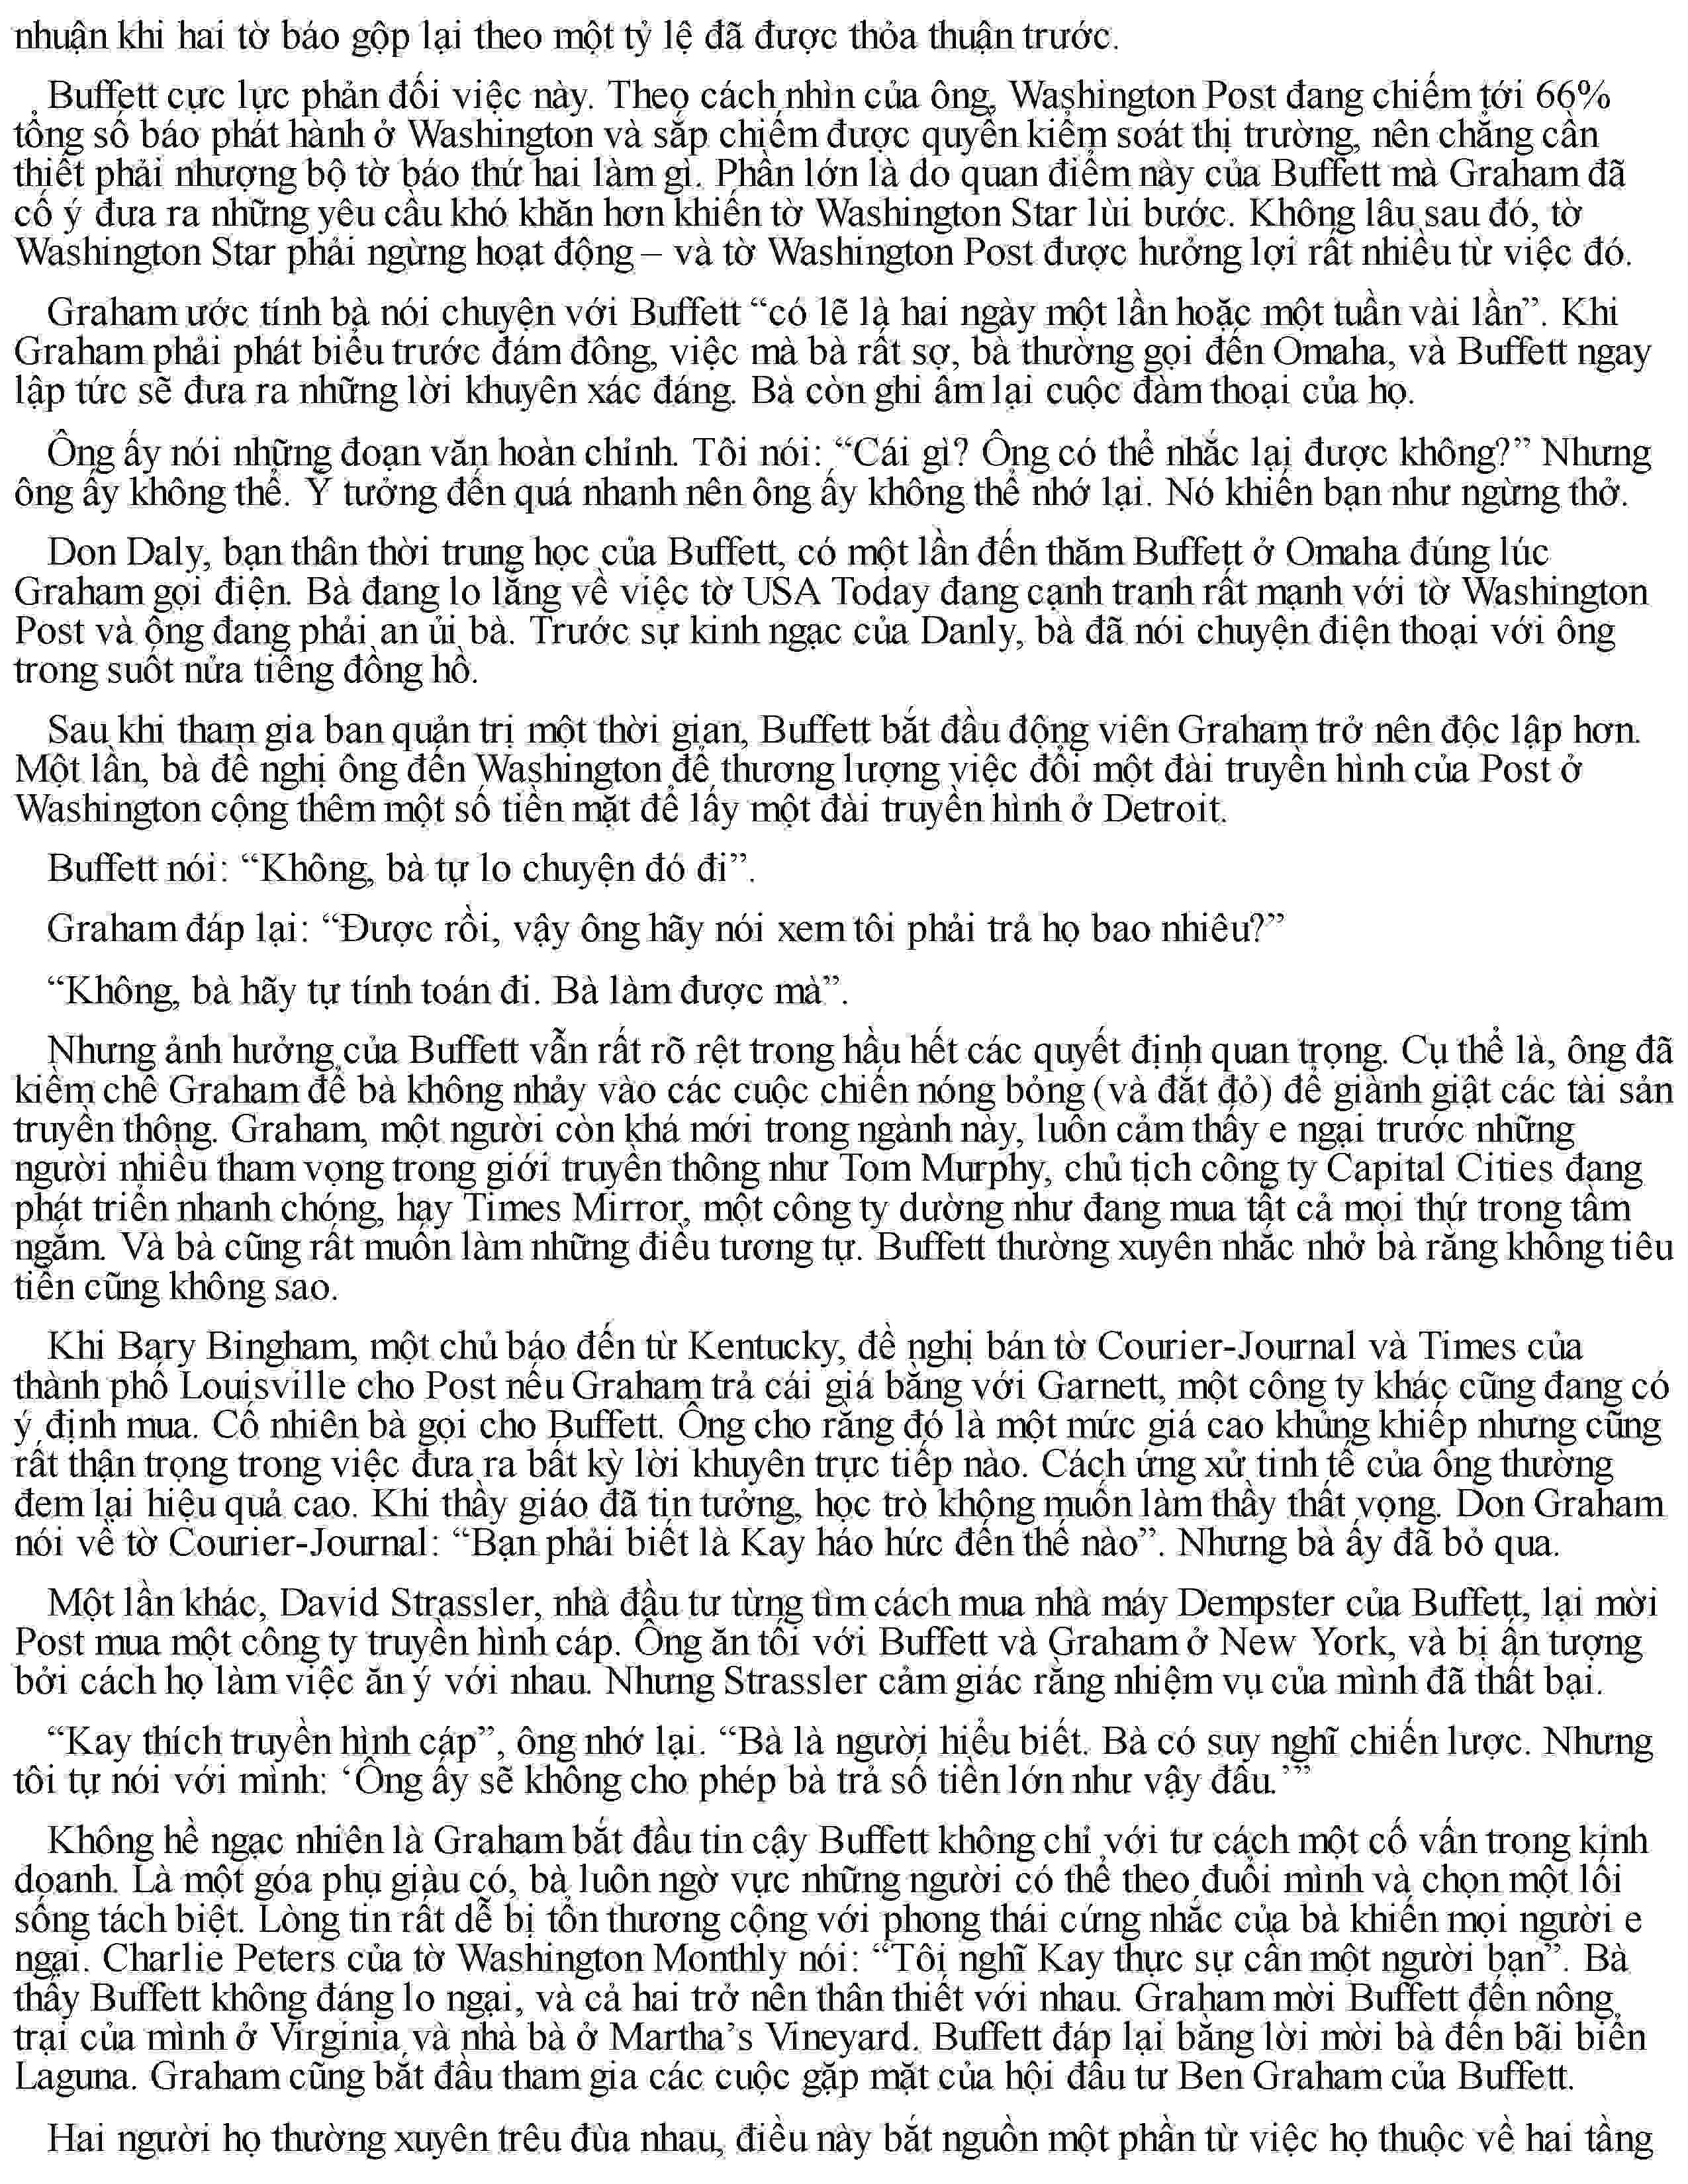 nhuận khi hai tờ báo gộp lại theo một tỷ lệ đã được thỏa thuận trước.
Buffett cực lực phản đối việc này. Theo cách nhìn của ông, Washington Post đang chiếm tới 66%
tổng số báo phát hành ở Washington và sắp chiếm được quyền kiểm soát thị trường, nên chẳng cần
thiết phải nhượng bộ tờ báo thứ hai làm gì. Phần lớn là do quan điểm này của Buffett mà Graham đã
cố ý đưa ra những yêu cầu khó khăn hơn khiến tờ Washington Star lùi bước. Không lâu sau đó, tờ
Washington Star phải ngừng hoạt động – và tờ Washington Post được hưởng lợi rất nhiều từ việc đó.
Graham ước tính bà nói chuyện với Buffett “có lẽ là hai ngày một lần hoặc một tuần vài lần”. Khi
Graham phải phát biểu trước đám đông, việc mà bà rất sợ, bà thường gọi đến Omaha, và Buffett ngay
lập tức sẽ đưa ra những lời khuyên xác đáng. Bà còn ghi âm lại cuộc đàm thoại của họ.
Ông ấy nói những đoạn văn hoàn chỉnh. Tôi nói: “Cái gì? Ông có thể nhắc lại được không?” Nhưng
ông ấy không thể. Ý tưởng đến quá nhanh nên ông ấy không thể nhớ lại. Nó khiến bạn như ngừng thở.
Don Daly, bạn thân thời trung học của Buffett, có một lần đến thăm Buffett ở Omaha đúng lúc
Graham gọi điện. Bà đang lo lắng về việc tờ USA Today đang cạnh tranh rất mạnh với tờ Washington
Post và ông đang phải an ủi bà. Trước sự kinh ngạc của Danly, bà đã nói chuyện điện thoại với ông
trong suốt nửa tiếng đồng hồ.
Sau khi tham gia ban quản trị một thời gian, Buffett bắt đầu động viên Graham trở nên độc lập hơn.
Một lần, bà đề nghị ông đến Washington để thương lượng việc đổi một đài truyền hình của Post ở
Washington cộng thêm một số tiền mặt để lấy một đài truyền hình ở Detroit.
Buffett nói: “Không, bà tự lo chuyện đó đi”.
Graham đáp lại: “Được rồi, vậy ông hãy nói xem tôi phải trả họ bao nhiêu?”
“Không, bà hãy tự tính toán đi. Bà làm được mà”.
Nhưng ảnh hưởng của Buffett vẫn rất rõ rệt trong hầu hết các quyết định quan trọng. Cụ thể là, ông đã
kiềm chế Graham để bà không nhảy vào các cuộc chiến nóng bỏng (và đắt đỏ) để giành giật các tài sản
truyền thông. Graham, một người còn khá mới trong ngành này, luôn cảm thấy e ngại trước những
người nhiều tham vọng trong giới truyền thông như Tom Murphy, chủ tịch công ty Capital Cities đang
phát triển nhanh chóng, hay Times Mirror, một công ty dường như đang mua tất cả mọi thứ trong tầm
ngắm. Và bà cũng rất muốn làm những điều tương tự. Buffett thường xuyên nhắc nhở bà rằng không tiêu
tiền cũng không sao.
Khi Bary Bingham, một chủ báo đến từ Kentucky, đề nghị bán tờ Courier-Journal và Times của
thành phố Louisville cho Post nếu Graham trả cái giá bằng với Garnett, một công ty khác cũng đang có
ý định mua. Cố nhiên bà gọi cho Buffett. Ông cho rằng đó là một mức giá cao khủng khiếp nhưng cũng
rất thận trọng trong việc đưa ra bất kỳ lời khuyên trực tiếp nào. Cách ứng xử tinh tế của ông thường
đem lại hiệu quả cao. Khi thầy giáo đã tin tưởng, học trò không muốn làm thầy thất vọng. Don Graham
nói về tờ Courier-Journal: “Bạn phải biết là Kay háo hức đến thế nào”. Nhưng bà ấy đã bỏ qua.
Một lần khác, David Strassler, nhà đầu tư từng tìm cách mua nhà máy Dempster của Buffett, lại mời
Post mua một công ty truyền hình cáp. Ông ăn tối với Buffett và Graham ở New York, và bị ấn tượng
bởi cách họ làm việc ăn ý với nhau. Nhưng Strassler cảm giác rằng nhiệm vụ của mình đã thất bại.
“Kay thích truyền hình cáp”, ông nhớ lại. “Bà là người hiểu biết. Bà có suy nghĩ chiến lược. Nhưng
tôi tự nói với mình: ‘Ông ấy sẽ không cho phép bà trả số tiền lớn như vậy đâu.’”
Không hề ngạc nhiên là Graham bắt đầu tin cậy Buffett không chỉ với tư cách một cố vấn trong kinh
doanh. Là một góa phụ giàu có, bà luôn ngờ vực những người có thể theo đuổi mình và chọn một lối
sống tách biệt. Lòng tin rất dễ bị tổn thương cộng với phong thái cứng nhắc của bà khiến mọi người e
ngại. Charlie Peters của tờ Washington Monthly nói: “Tôi nghĩ Kay thực sự cần một người bạn”. Bà
thấy Buffett không đáng lo ngại, và cả hai trở nên thân thiết với nhau. Graham mời Buffett đến nông
trại của mình ở Virginia và nhà bà ở Martha’s Vineyard. Buffett đáp lại bằng lời mời bà đến bãi biển
Laguna. Graham cũng bắt đầu tham gia các cuộc gặp mặt của hội đầu tư Ben Graham của Buffett.
Hai người họ thường xuyên trêu đùa nhau, điều này bắt nguồn một phần từ việc họ thuộc về hai tầng